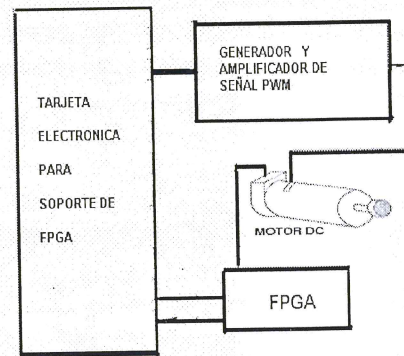 GENERADOR Y
AMPLIFICADOR DE
SEÑAL PWM
TARJETA
ELECTRONICA
PARA
SOPORTE DE
FPGA
MOTOR DC
FPGA